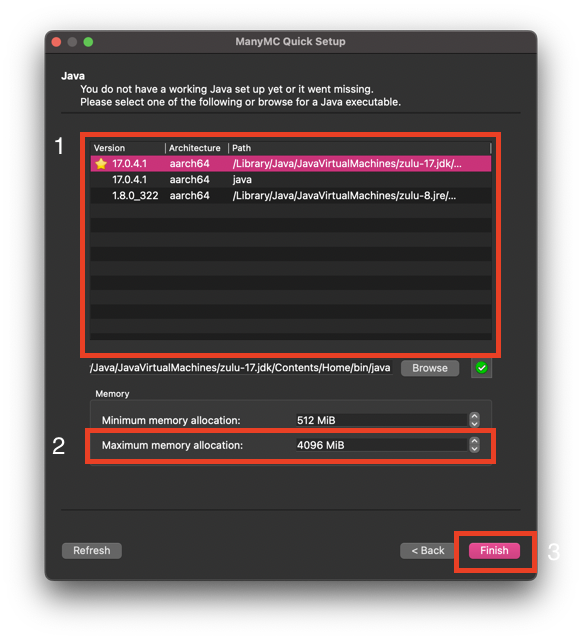 ManyMC Quick Setup
Java
You do not have a working Java set up yet or it went missing.
Please select one of the following or browse for a Java executable.
1
Version Architecture Path
17.0.4.1 aarch64 /Library/Java/JavaVirtualMachines/zulu-17.jdk/...
17.0.4.1 aarch64 java
1.8.0_322 aarch64 /Library/Java/JavaVirtualMachines/zulu-8.jre/...
/Java/JavaVirtualMachines/zulu-17.jdk/Contents/Home/bin/java Browse
Memory
Minimum memory allocation: 512 MiB
2 Maximum memory allocation: 4096 MiB
Refresh < Back Finish 3